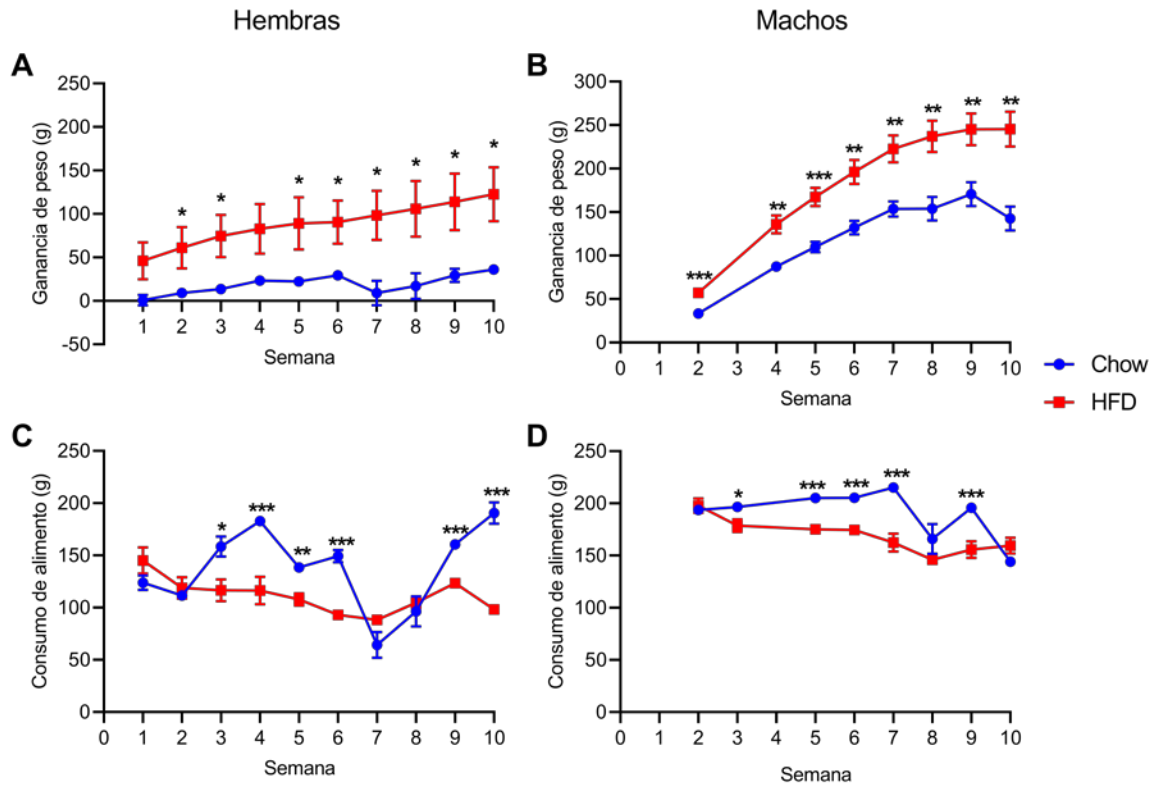 Hembras
Machos
A
Ganancia de peso (g)
250
200
150
100
50
0
-50
* * * * * * * *
1 2 3 4 5 6 7 8 9 10
Semana
B
Ganancia de peso (g)
300
250
200
150
100
50
0
*** ** *** ** ** ** ** **
0 1 2 3 4 5 6 7 8 9 10
Semana
Chow
HFD
C
Consumo de alimento (g)
250
200
150
100
50
0
* *** ** *** *** ***
0 1 2 3 4 5 6 7 8 9 10
Semana
D
Consumo de alimento (g)
250
200
150
100
50
0
* *** *** *** ***
0 1 2 3 4 5 6 7 8 9 10
Semana